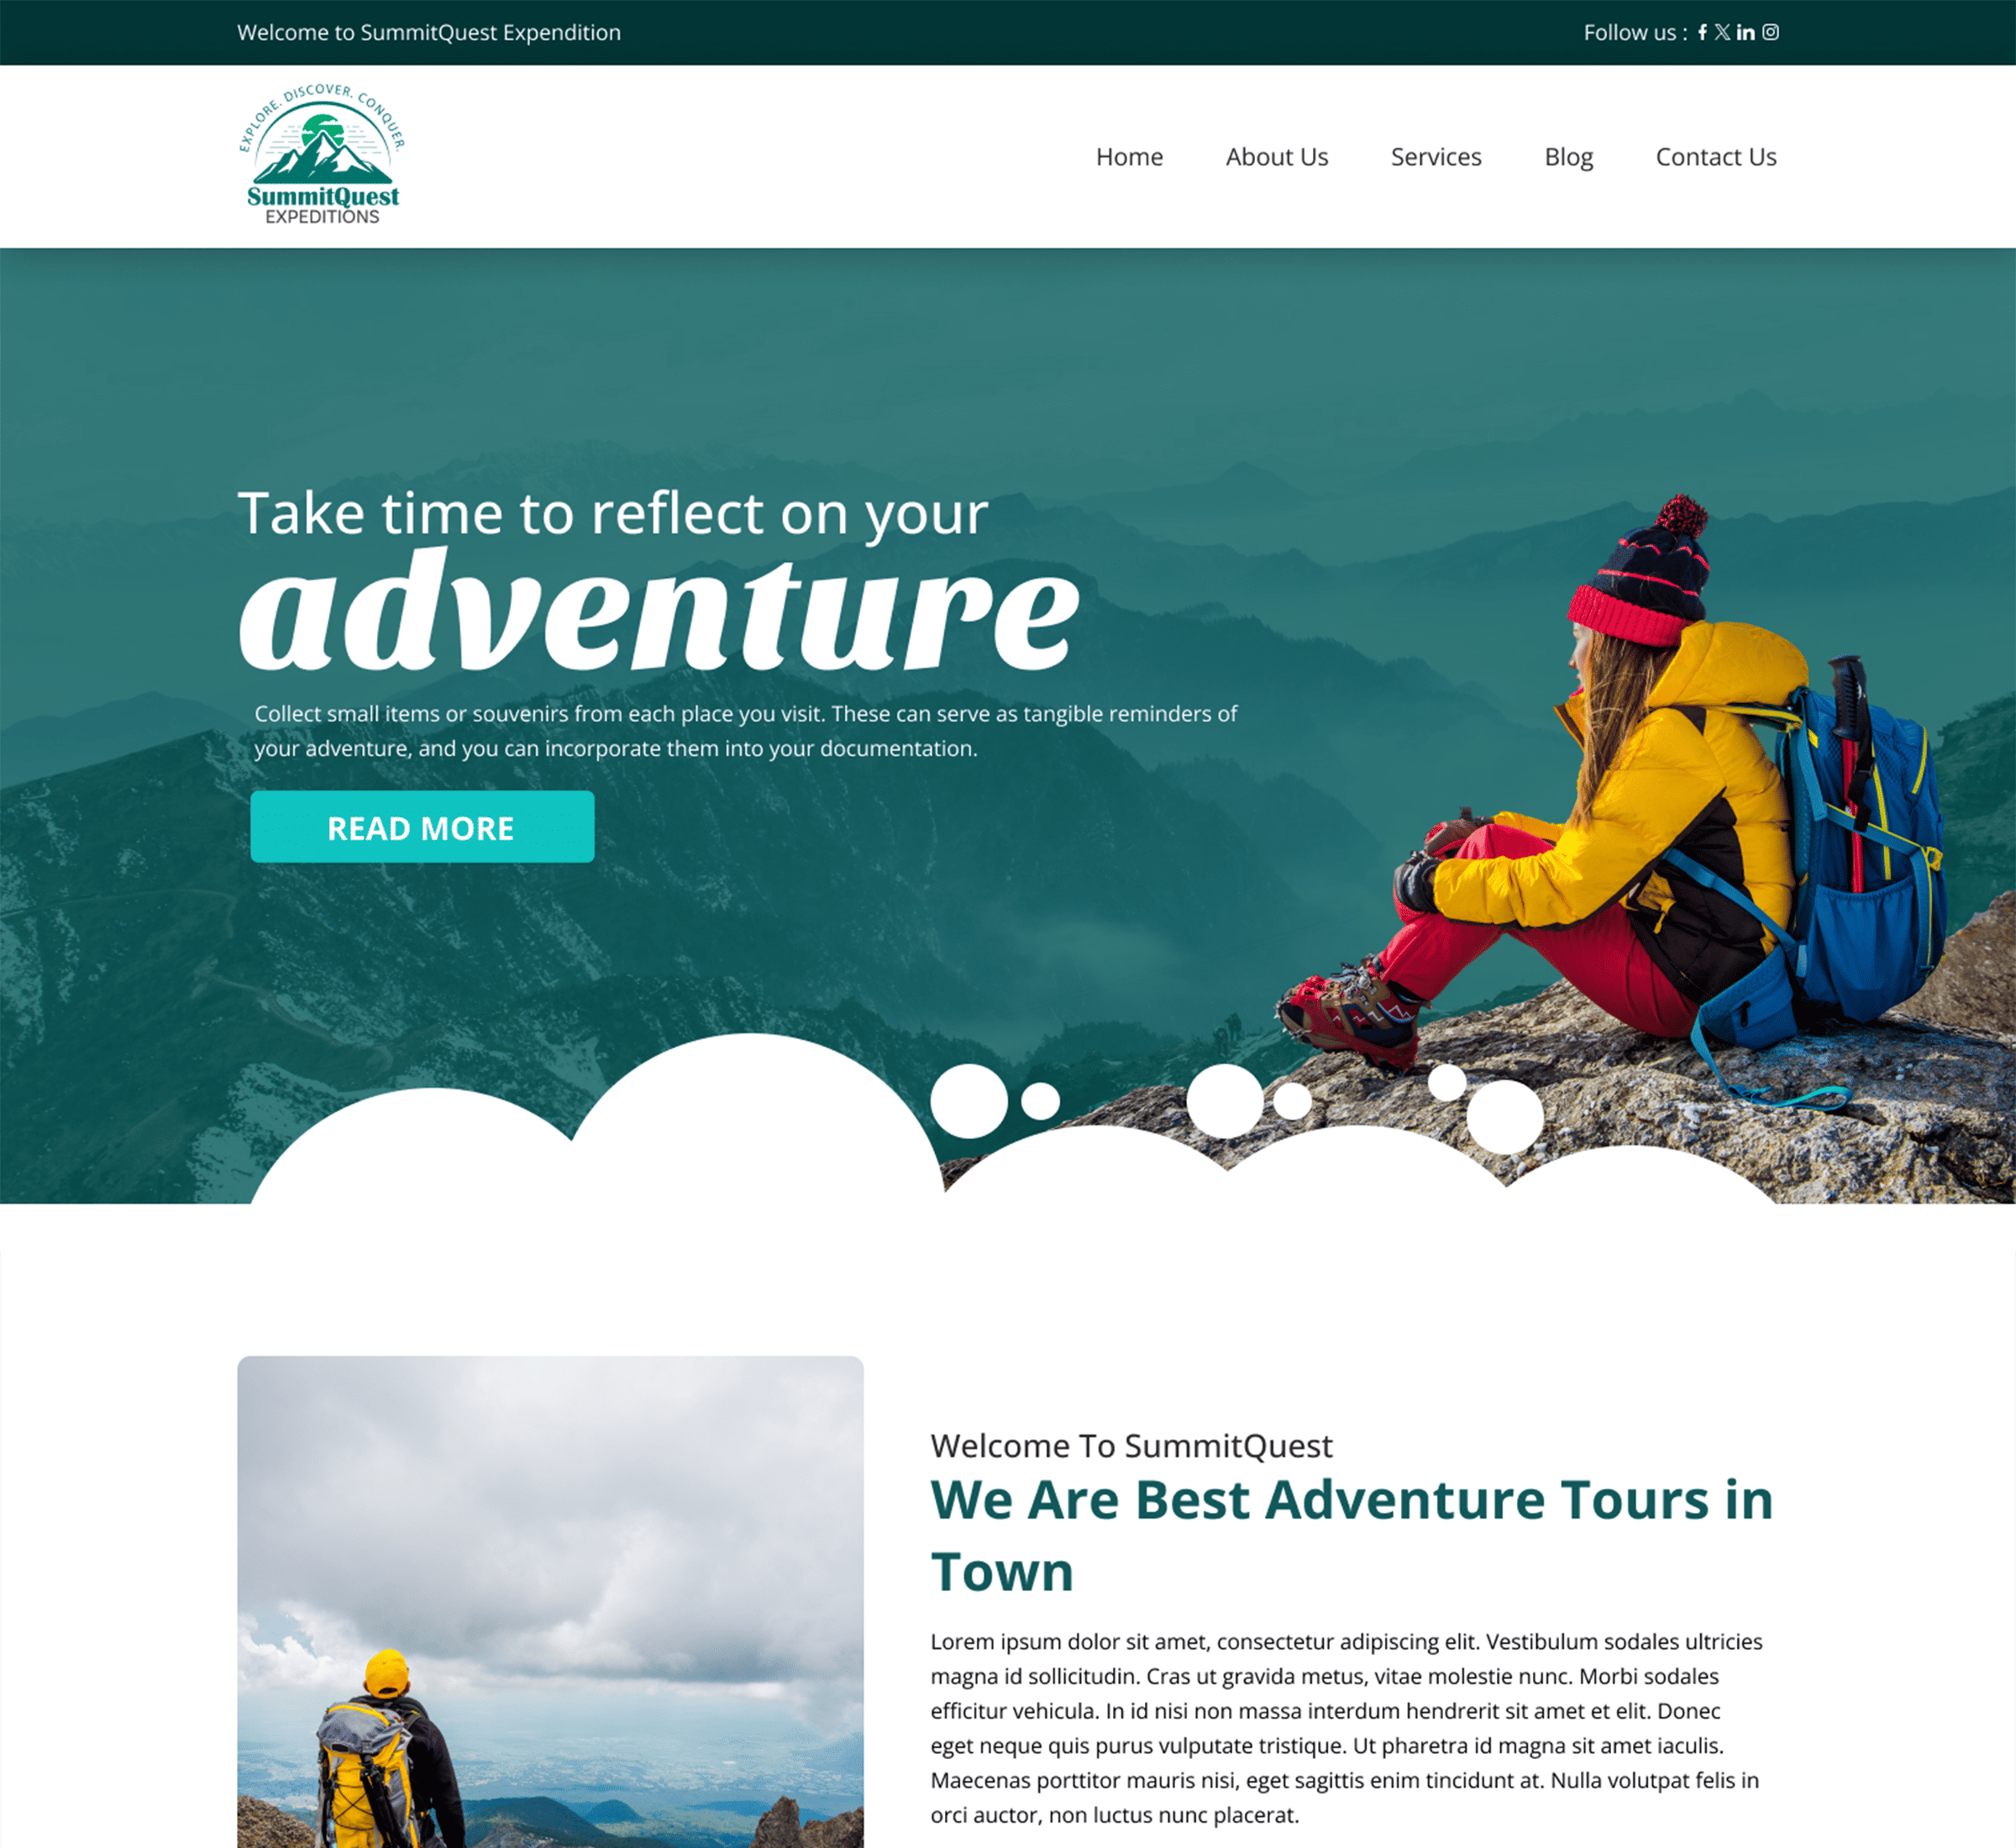 Welcome to SummitQuest Expendition
Follow us :
EXPLORE. DISCOVER. CONQUER.
SummitQuest
EXPEDITIONS
Home
About Us
Services
Blog
Contact Us
Take time to reflect on your
adventure
Collect small items or souvenirs from each place you visit. These can serve as tangible reminders of
your adventure, and you can incorporate them into your documentation.
READ MORE
Welcome To SummitQuest
We Are Best Adventure Tours in
Town
Lorem ipsum dolor sit amet, consectetur adipiscing elit. Vestibulum sodales ultricies
magna id sollicitudin. Cras ut gravida metus, vitae molestie nunc. Morbi sodales
efficitur vehicula. In id nisi non massa interdum hendrerit sit amet et elit. Donec
eget neque quis purus vulputate tristique. Ut pharetra id magna sit amet iaculis.
Maecenas porttitor mauris nisi, eget sagittis enim tincidunt at. Nulla volutpat felis in
orci auctor, non luctus nunc placerat.